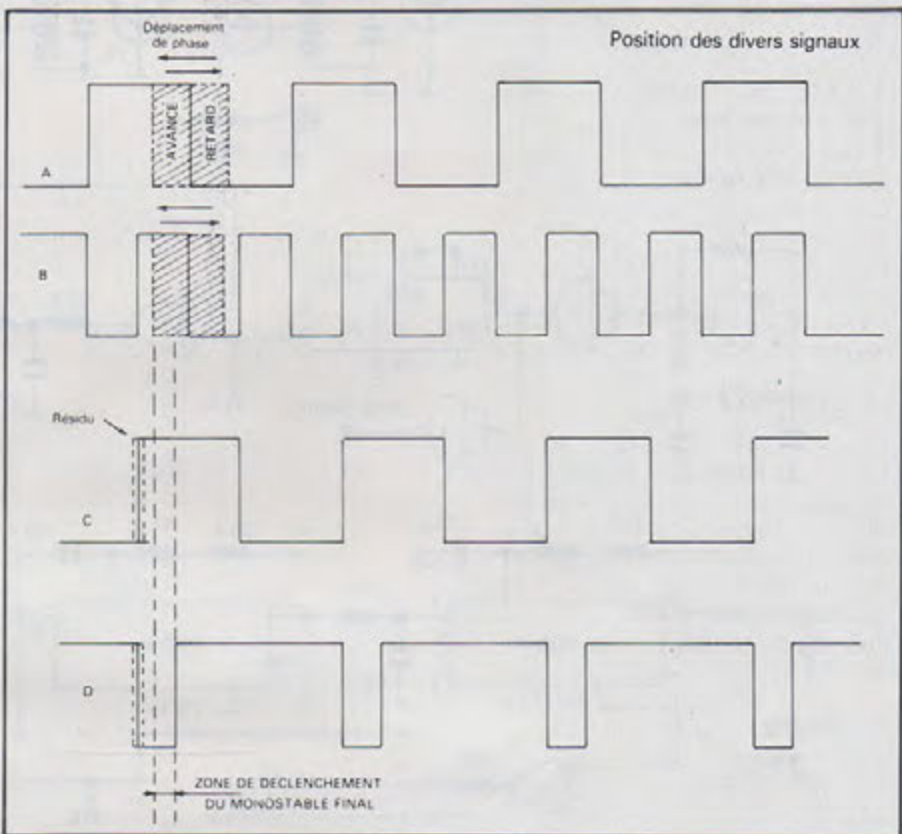 Déplacement
de phase
Position des divers signaux
AVANCE
RETARD
A
B
Résidu
C
D
ZONE DE DECLENCHEMENT
DU MONOSTABLE FINAL